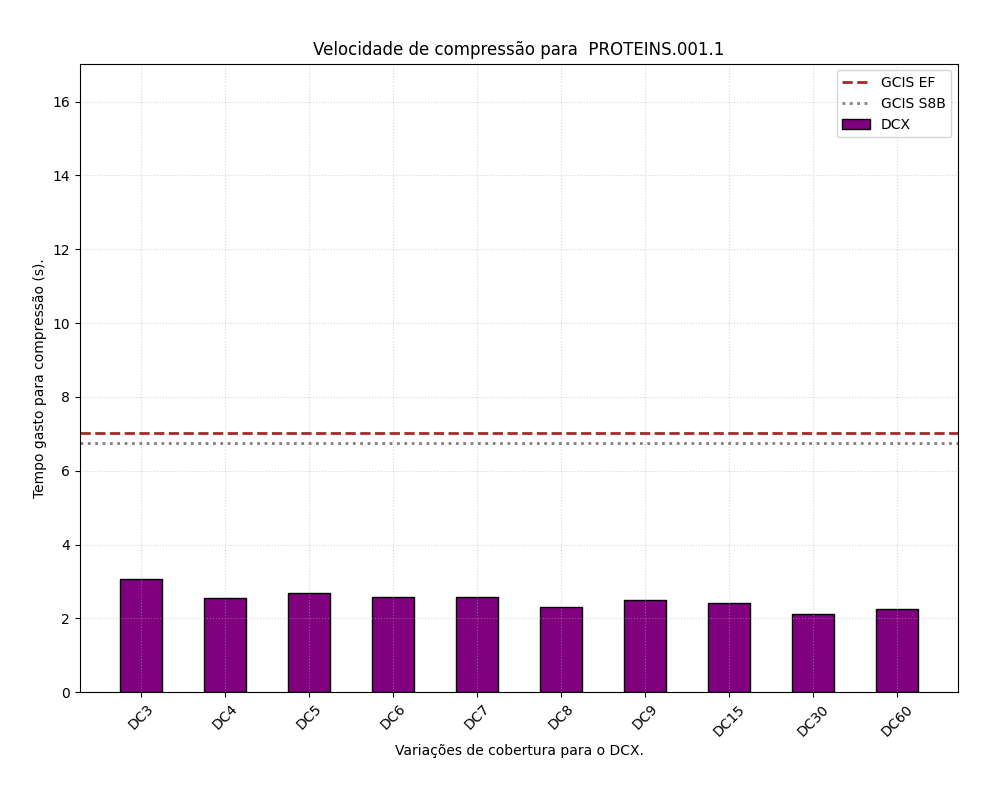 Velocidade de compressão para  PROTEINS.001.1
GCIS EF
GCIS S8B
DCX
Tempo gasto para compressão (s).
16
14
12
10
8
6
4
2
0
DC3
DC4
DC5
DC6
DC7
DC8
DC9
DC15
DC30
DC60
Variações de cobertura para o DCX.